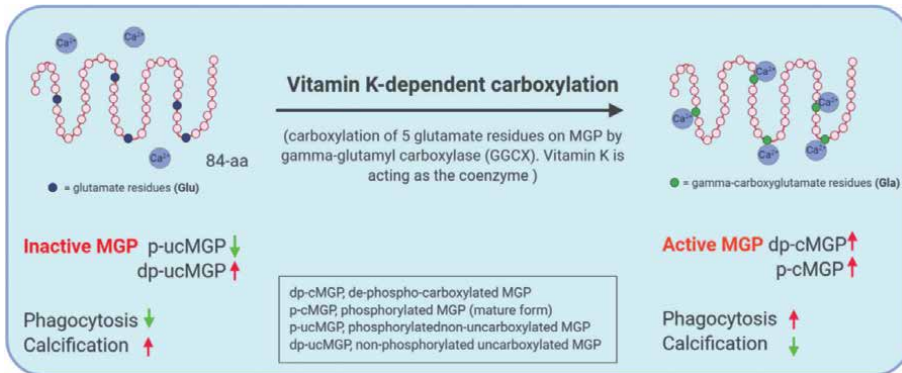 Ca²⁺
Ca²⁺
Ca²⁺
84-aa
= glutamate residues (Glu)
Vitamin K-dependent carboxylation
(carboxylation of 5 glutamate residues on MGP by
gamma-glutamyl carboxylase (GGCX). Vitamin K is
acting as the coenzyme )
Ca²⁺
Ca²⁺
Ca²⁺
Ca²⁺
Ca²⁺
= gamma-carboxyglutamate residues (Gla)
Inactive MGP p-ucMGP
dp-ucMGP
Phagocytosis
Calcification
dp-cMGP, de-phospho-carboxylated MGP
p-cMGP, phosphorylated MGP (mature form)
p-ucMGP, phosphorylatednon-uncarboxylated MGP
dp-ucMGP, non-phosphorylated uncarboxylated MGP
Active MGP dp-cMGP
p-cMGP
Phagocytosis
Calcification